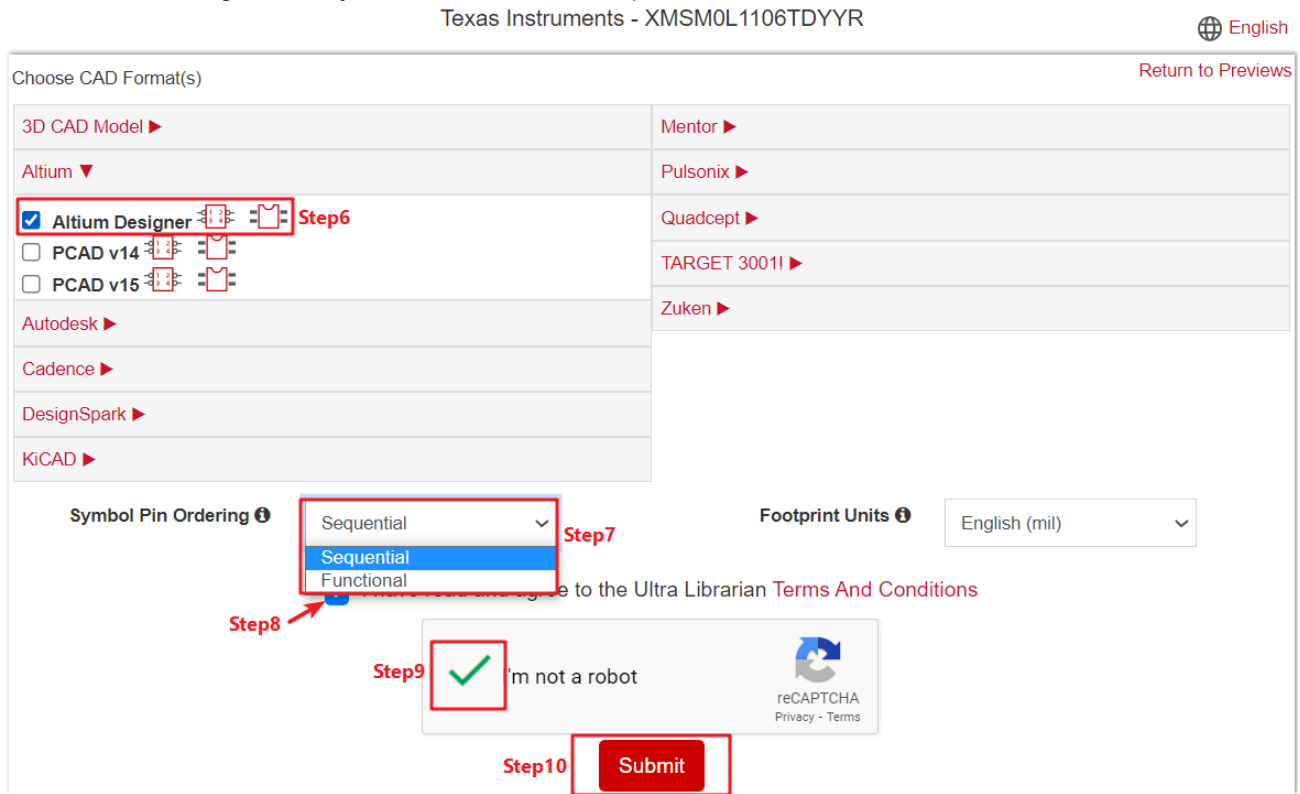 Texas Instruments - XMSM0L1106TDYYR
English
Choose CAD Format(s)
Return to Previews
3D CAD Model ▶
Mentor ▶
Altium ▼
Pulsonix ▶
Altium Designer
Step6
Quadcept ▶
PCAD v14
TARGET 3001! ▶
PCAD v15
Zuken ▶
Autodesk ▶
Cadence ▶
DesignSpark ▶
KiCAD ▶
Symbol Pin Ordering
Sequential
Step7
Footprint Units
English (mil)
Sequential
Functional
to the Ultra Librarian Terms And Conditions
Step8
Step9
I'm not a robot
reCAPTCHA
Privacy - Terms
Step10
Submit